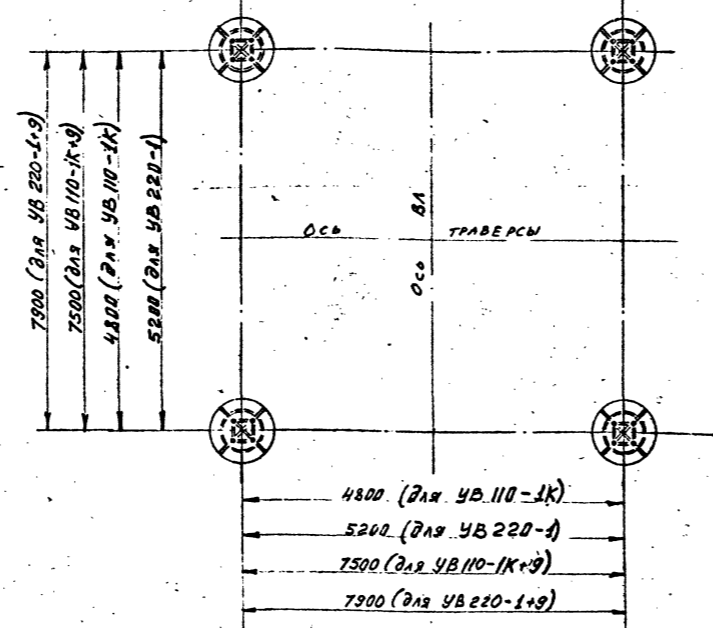 7900 (для УВ 220-1+9)
7500 (для УВ 110-1К+9)
4800 (для УВ 110-1К)
5200 (для УВ 220-1)
Ось ТРАВЕРСЫ
Ось ВЛ
4800 (для УВ 110-1К)
5200 (для УВ 220-1)
7500 (для УВ 110-1К+9)
7900 (для УВ 220-1+9)